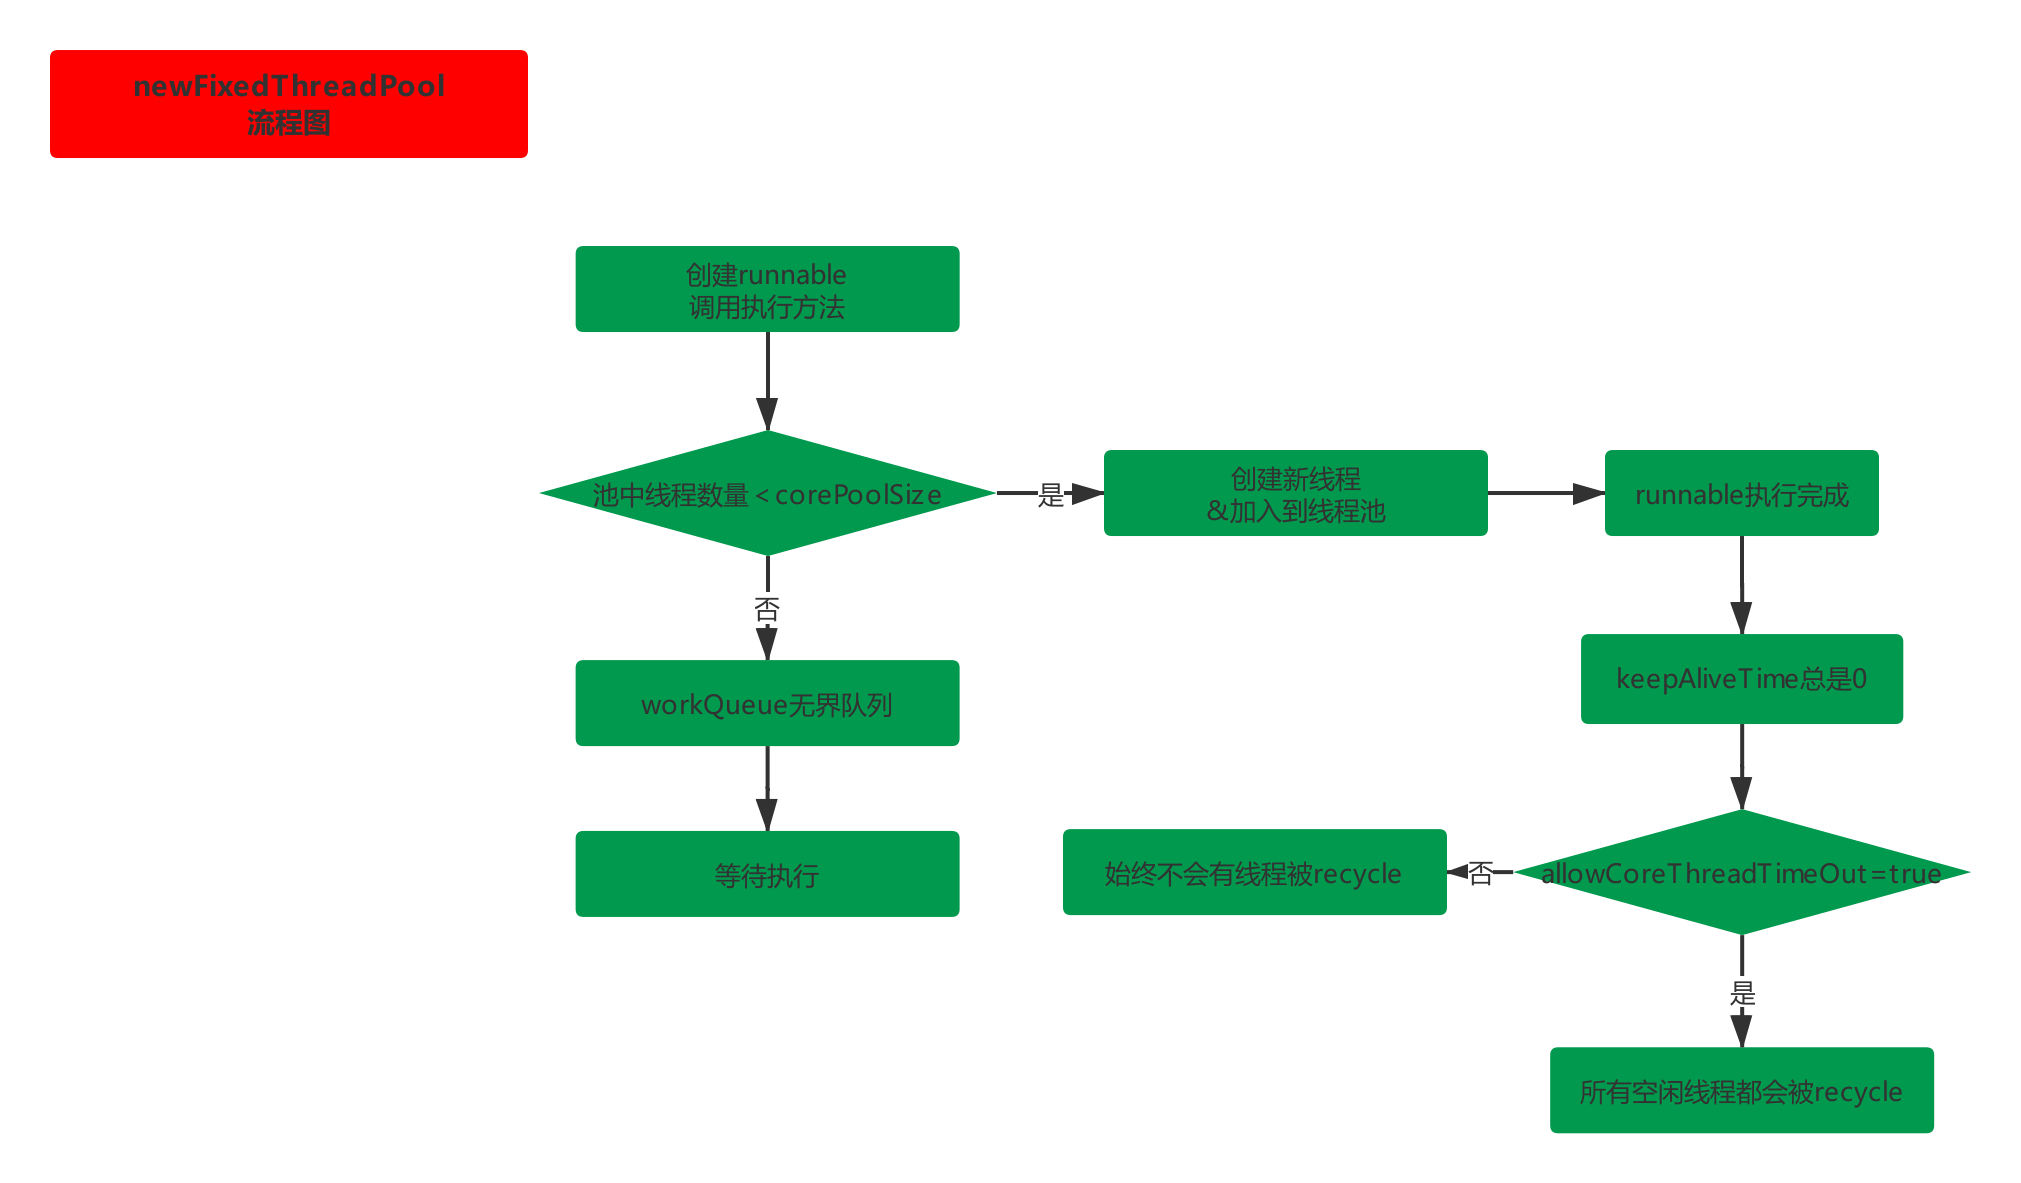 newFixedThreadPool
流程图
创建runnable
调用执行方法
池中线程数量＜corePoolSize
是
创建新线程
&加入到线程池
runnable执行完成
否
workQueue无界队列
keepAliveTime总是0
等待执行
始终不会有线程被recycle
否
allowCoreThreadTimeOut=true
是
所有空闲线程都会被recycle